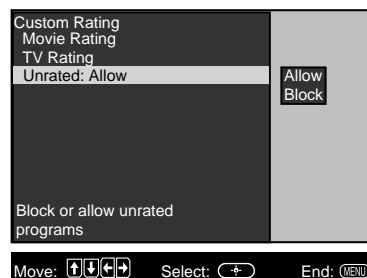 Custom Rating
Movie Rating
TV Rating
Unrated: Allow
Allow
Block
Block or allow unrated
programs
Move: Select: End: MENU